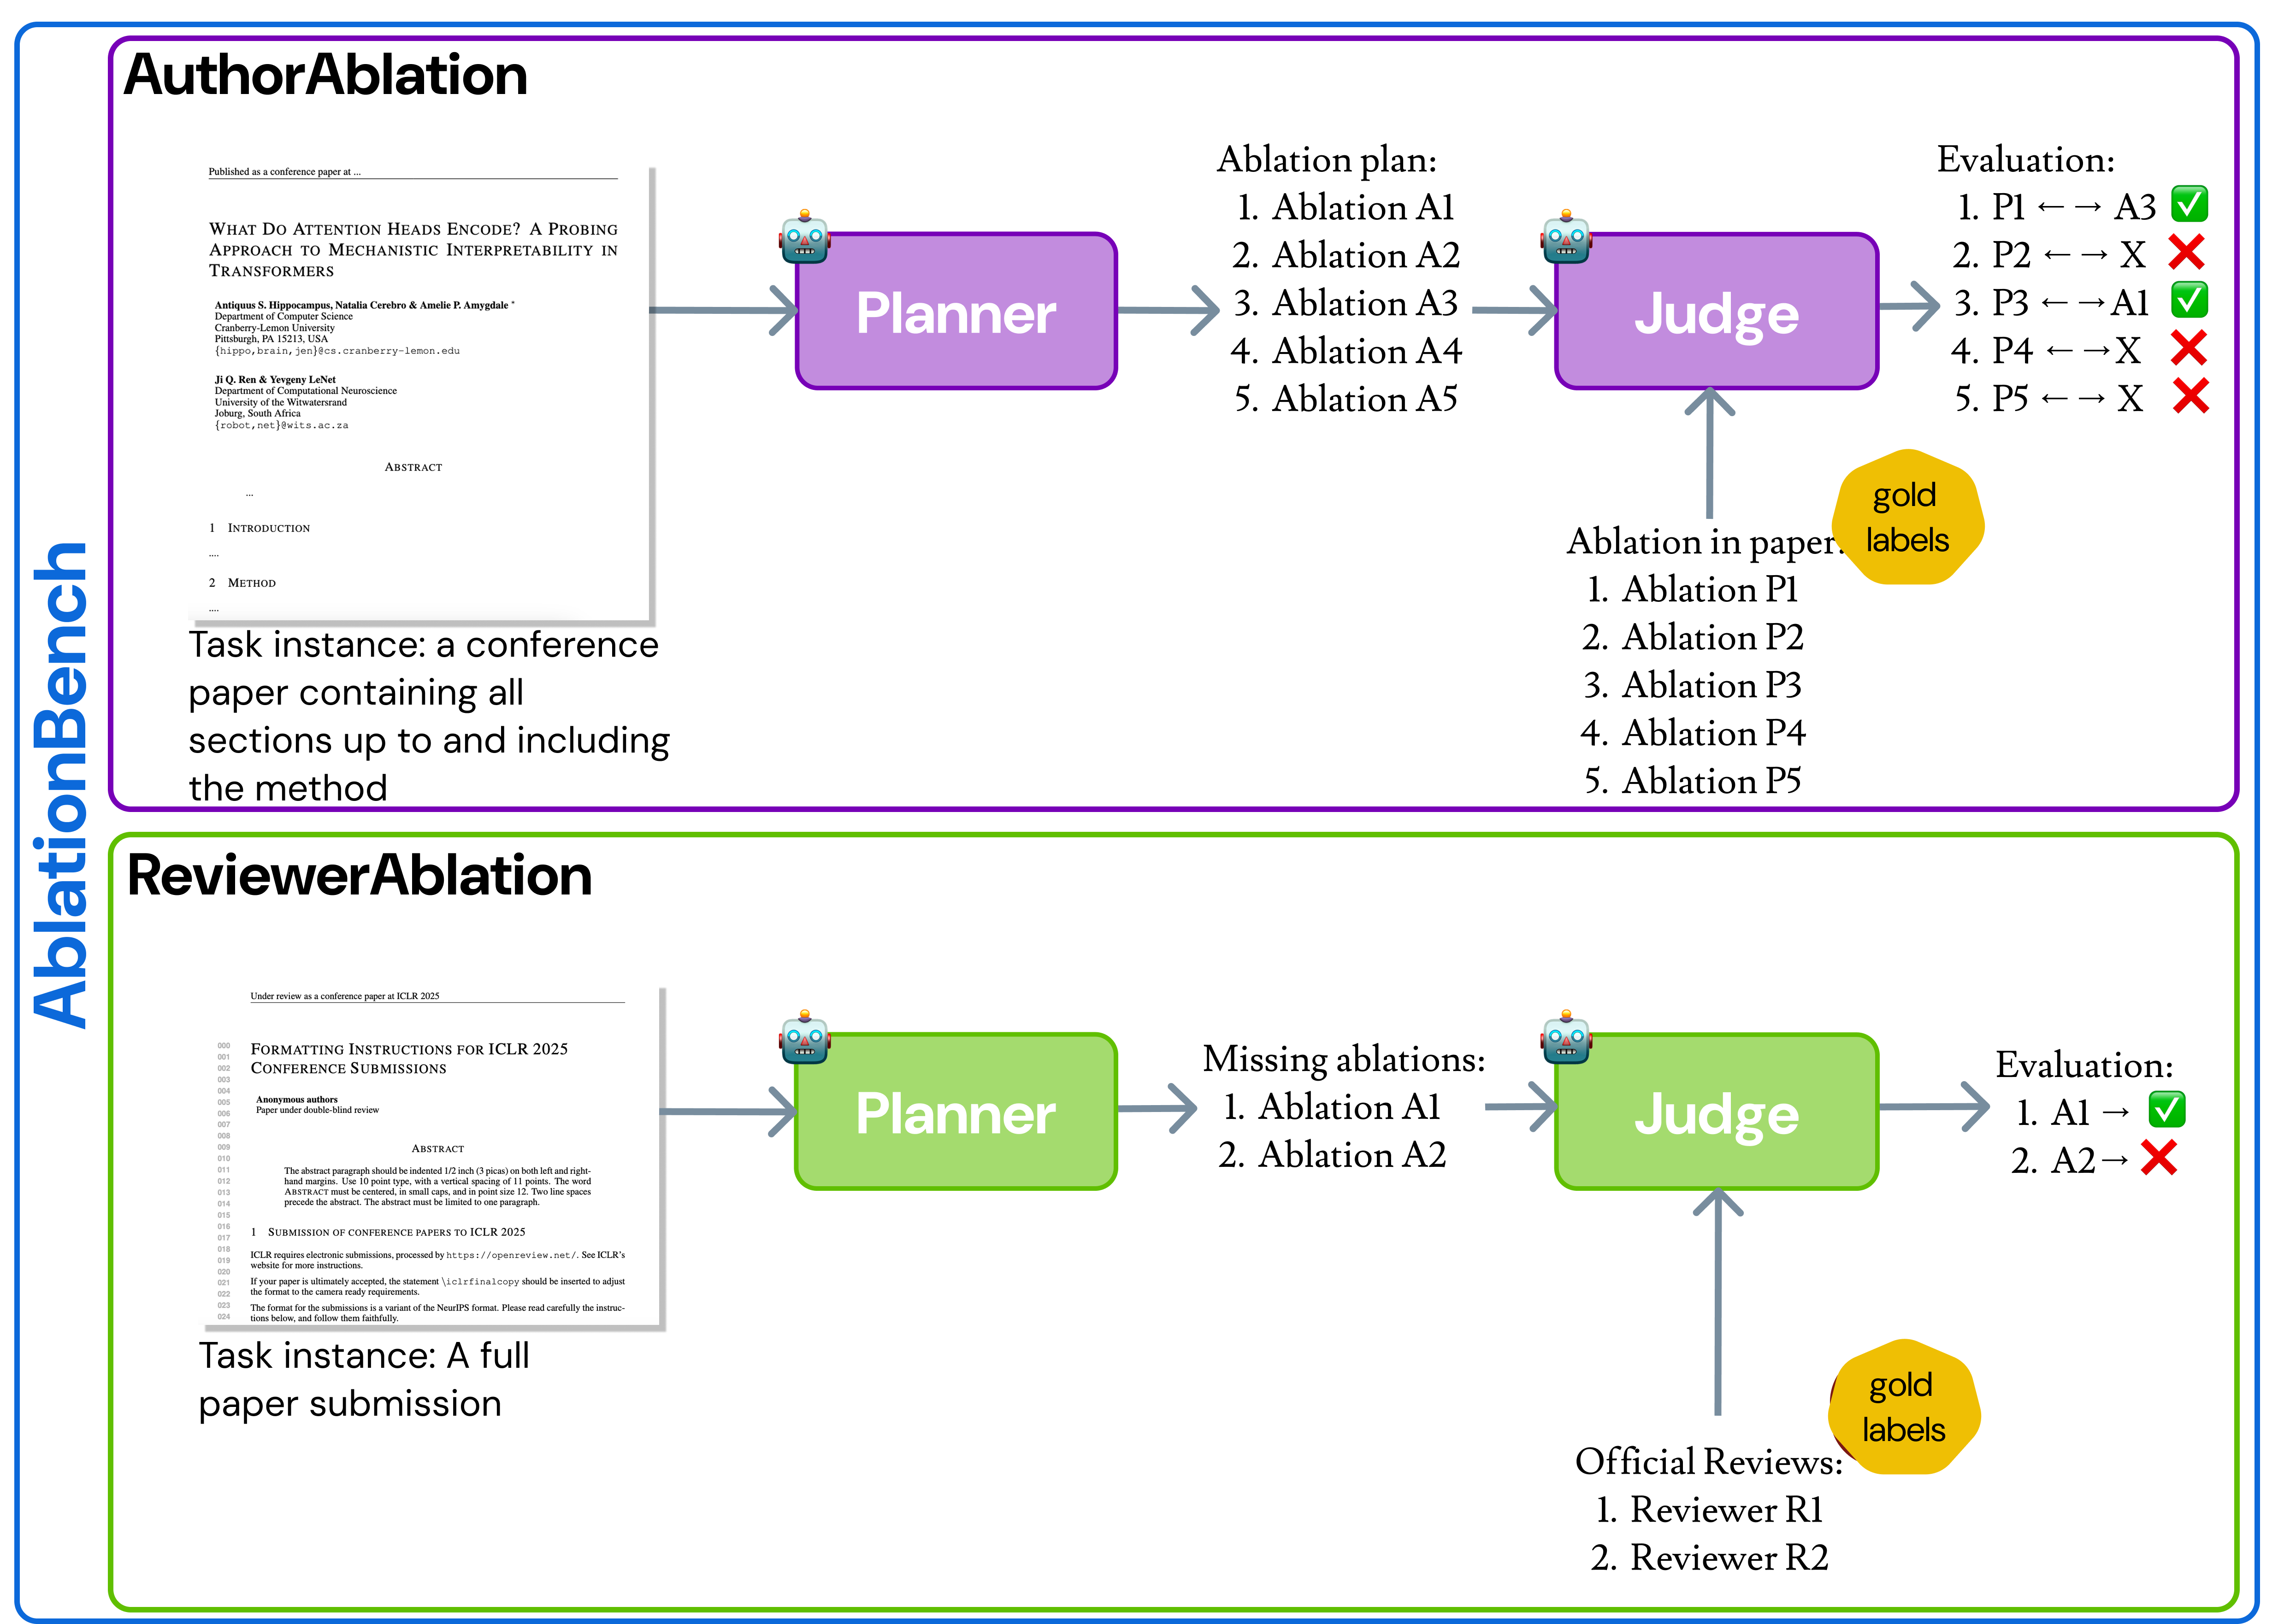 AblationBench
AuthorAblation
Published as a conference paper at ...
WHAT DO ATTENTION HEADS ENCODE? A PROBING
APPROACH TO MECHANISTIC INTERPRETABILITY IN
TRANSFORMERS
Antiquus S. Hippocampus, Natalia Cerebro & Amelie P. Amygdale *
Department of Computer Science
Cranberry-Lemon University
Pittsburgh, PA 15213, USA
{hippo,brain,jen}@cs.cranberry-lemon.edu
Ji Q. Ren & Yevgeny LeNet
Department of Computational Neuroscience
University of the Witwatersrand
Joburg, South Africa
{robot,net}@wits.ac.za
ABSTRACT
...
1 INTRODUCTION
....
2 METHOD
....
Task instance: a conference
paper containing all
sections up to and including
the method
Planner
Ablation plan:
1. Ablation A1
2. Ablation A2
3. Ablation A3
4. Ablation A4
5. Ablation A5
Judge
Ablation in paper:
1. Ablation P1
2. Ablation P2
3. Ablation P3
4. Ablation P4
5. Ablation P5
gold
labels
Evaluation:
1. P1 ←→ A3 ✅
2. P2 ←→ X ❌
3. P3 ←→ A1 ✅
4. P4 ←→ X ❌
5. P5 ←→ X ❌
ReviewerAblation
Under review as a conference paper at ICLR 2025
000
001
002
003
004
005
006
007
008
009
010
011
012
013
014
015
016
017
018
019
020
021
022
023
024
FORMATTING INSTRUCTIONS FOR ICLR 2025
CONFERENCE SUBMISSIONS
Anonymous authors
Paper under double-blind review
ABSTRACT
The abstract paragraph should be indented 1/2 inch (3 picas) on both left and right-
hand margins. Use 10 point type, with a vertical spacing of 11 points. The word
ABSTRACT must be centered, in small caps, and in point size 12. Two line spaces
precede the abstract. The abstract must be limited to one paragraph.
1 SUBMISSION OF CONFERENCE PAPERS TO ICLR 2025
ICLR requires electronic submissions, processed by https://openreview.net/. See ICLR's
website for more instructions.
If your paper is ultimately accepted, the statement \iclrfinalcopy should be inserted to adjust
the format to the camera ready requirements.
The format for the submissions is a variant of the NeurIPS format. Please read carefully the instruc-
tions below, and follow them faithfully.
Task instance: A full
paper submission
Planner
Missing ablations:
1. Ablation A1
2. Ablation A2
Judge
Official Reviews:
1. Reviewer R1
2. Reviewer R2
gold
labels
Evaluation:
1. A1 → ✅
2. A2 → ❌